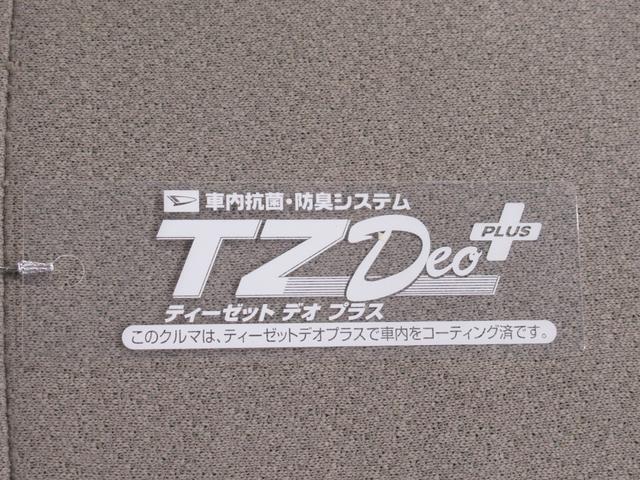 車内抗菌・防臭システム
TZ Deo PLUS
ティーゼット デオ プラス
このクルマは、ティーゼットデオプラスで車内をコーティング済です。